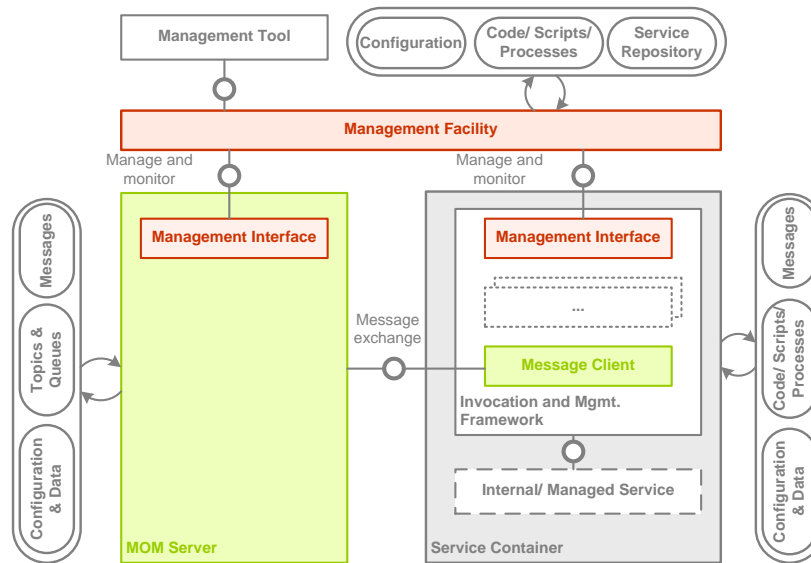 Management Tool
Configuration
Code/ Scripts/
Processes
Service
Repository
Management Facility
Manage and
monitor
Manage and
monitor
Management Interface
Management Interface
...
Messages
Topics &
Queues
Configuration
& Data
Message
exchange
Message Client
Invocation and Mgmt.
Framework
Internal/ Managed Service
MOM Server
Service Container
Messages
Code/ Scripts/
Processes
Configuration
& Data